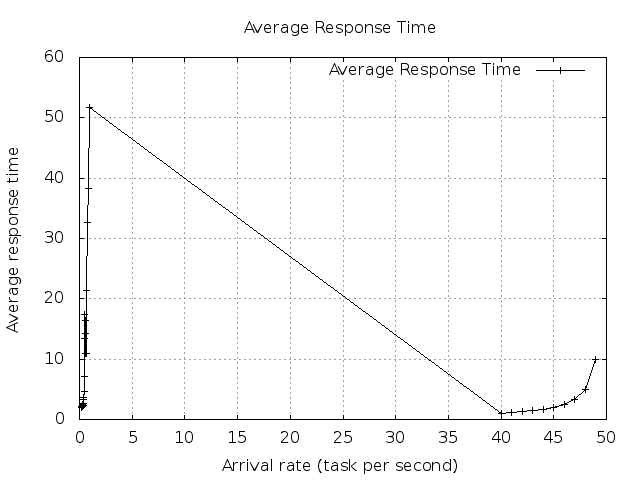 Average Response Time
60
50
40
30
20
10
0
Average response time
Average Response Time
0 5 10 15 20 25 30 35 40 45 50
Arrival rate (task per second)